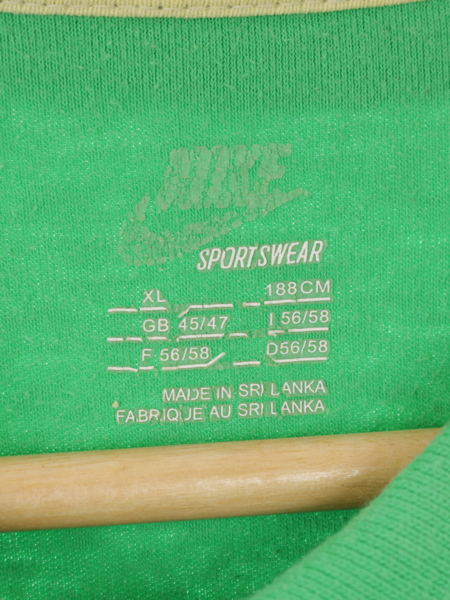 NIKE
SPORTSWEAR
XL 188CM
GB 45/47 I 56/58
F 56/58 D56/58
MADE IN SRI LANKA
FABRIQUE AU SRI LANKA